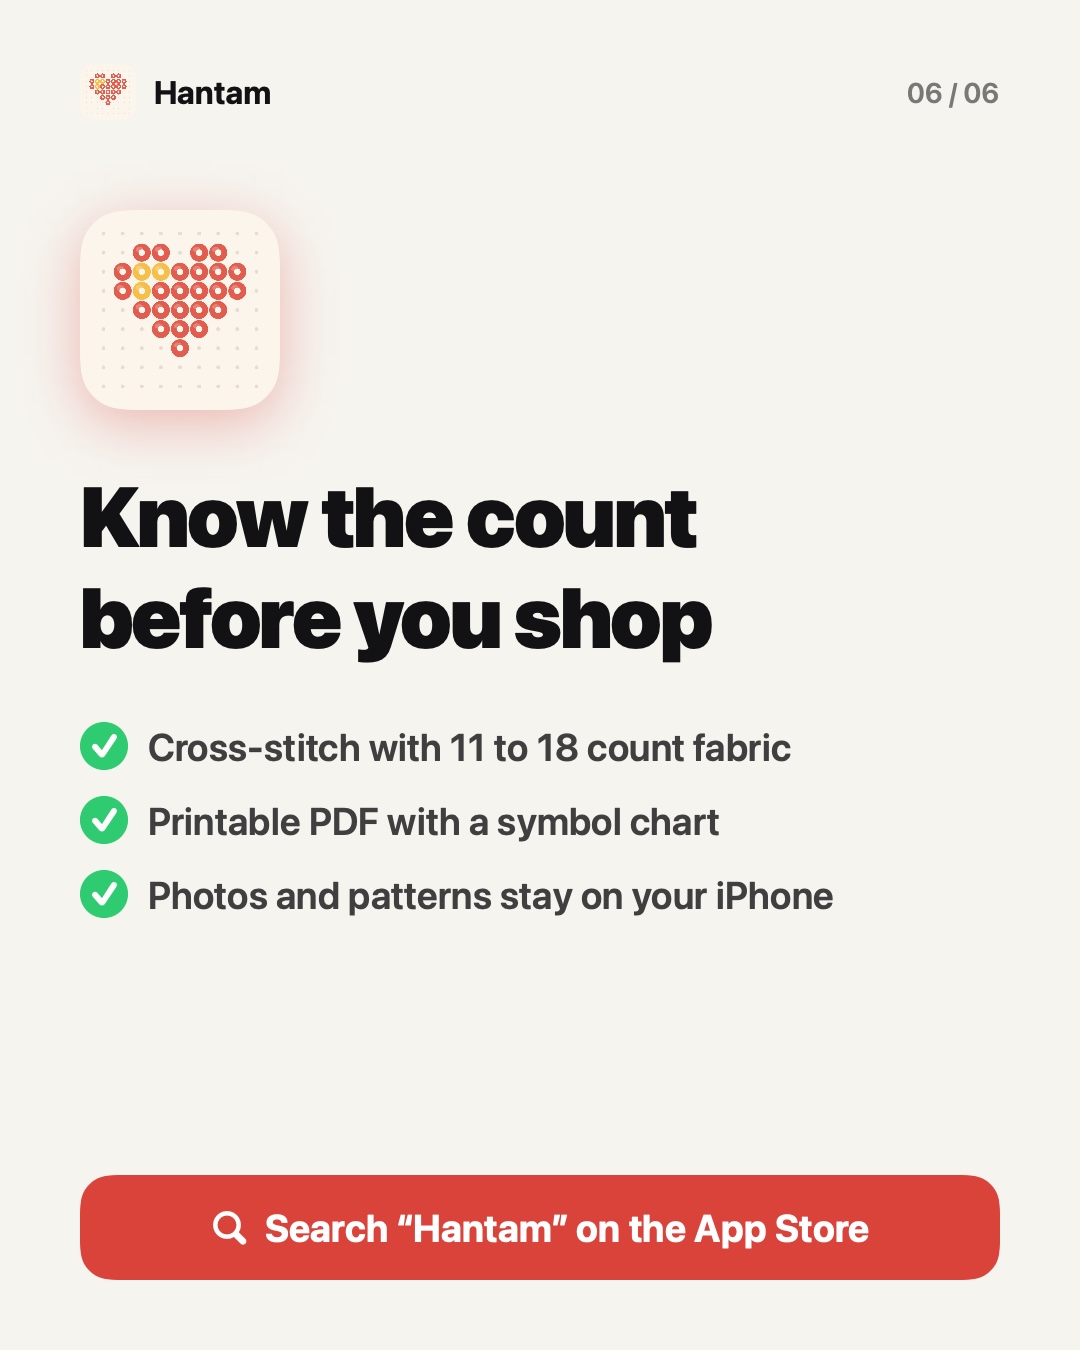 Hantam
06 / 06
Know the count
before you shop
Cross-stitch with 11 to 18 count fabric
Printable PDF with a symbol chart
Photos and patterns stay on your iPhone
Search “Hantam” on the App Store